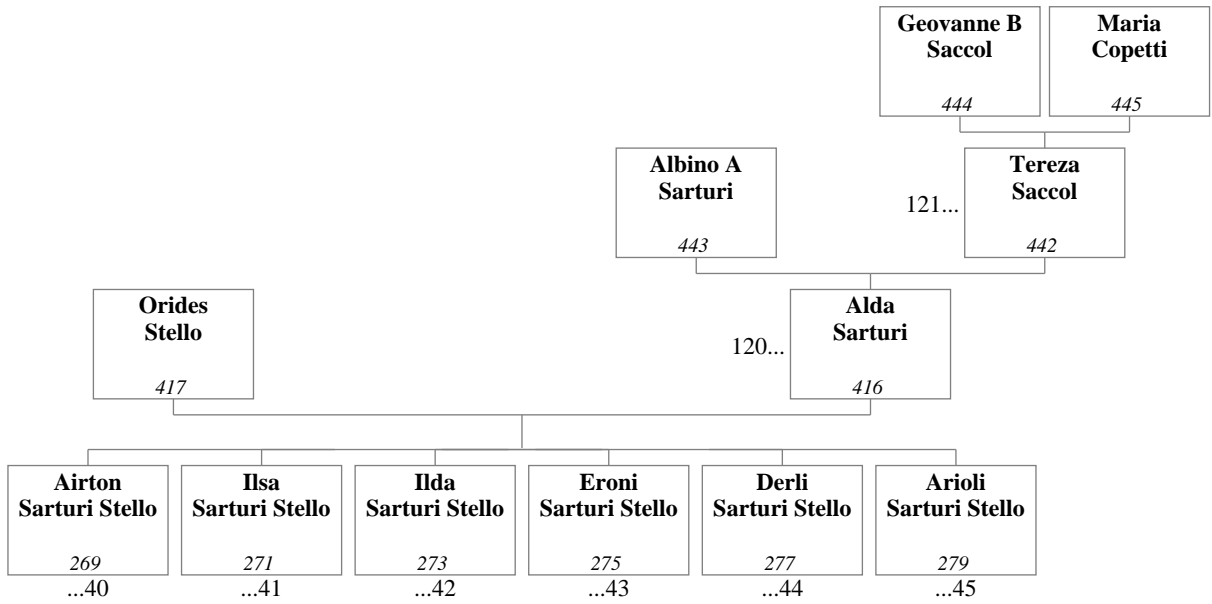 Geovanne B
Saccol
444
Maria
Copetti
445
Albino A
Sarturi
443
121...
Tereza
Saccol
442
Orides
Stello
417
120...
Alda
Sarturi
416
Airton
Sarturi Stello
269
...40
Ilsa
Sarturi Stello
271
...41
Ilda
Sarturi Stello
273
...42
Eroni
Sarturi Stello
275
...43
Derli
Sarturi Stello
277
...44
Arioli
Sarturi Stello
279
...45